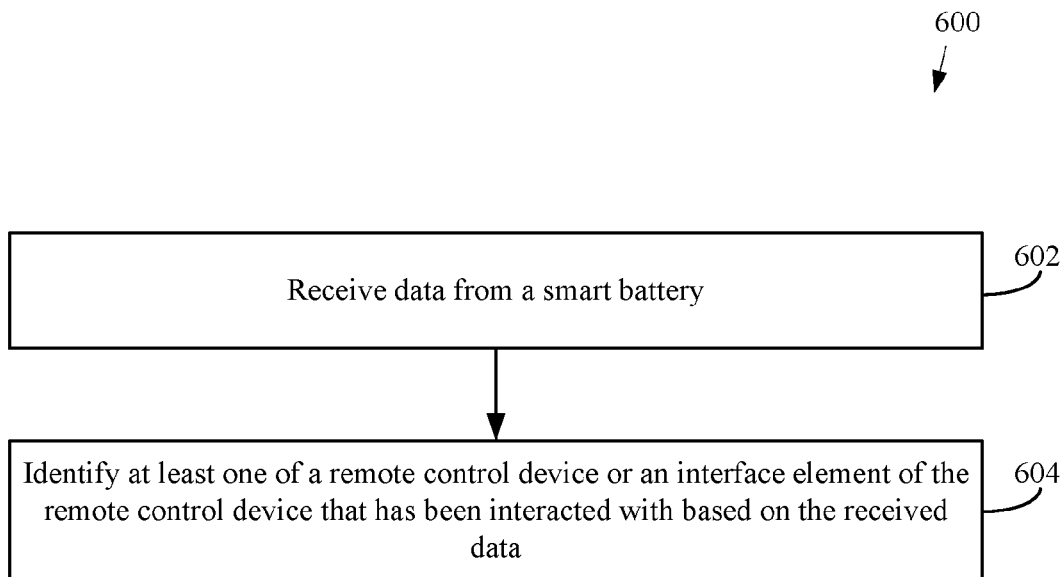 600
Receive data from a smart battery
602
Identify at least one of a remote control device or an interface element of the
remote control device that has been interacted with based on the received
data
604